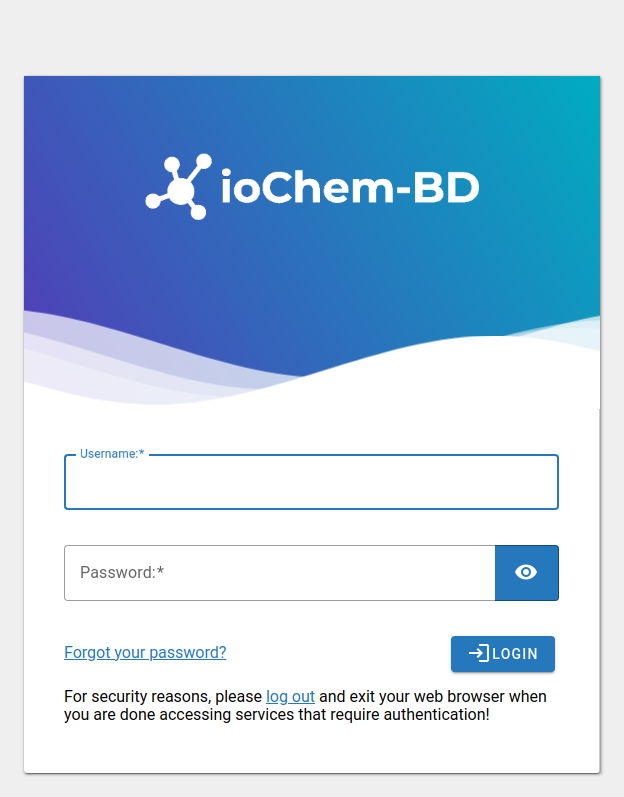 ioChem-BD
Username:*
Password:*
Forgot your password?
LOGIN
For security reasons, please log out and exit your web browser when
you are done accessing services that require authentication!